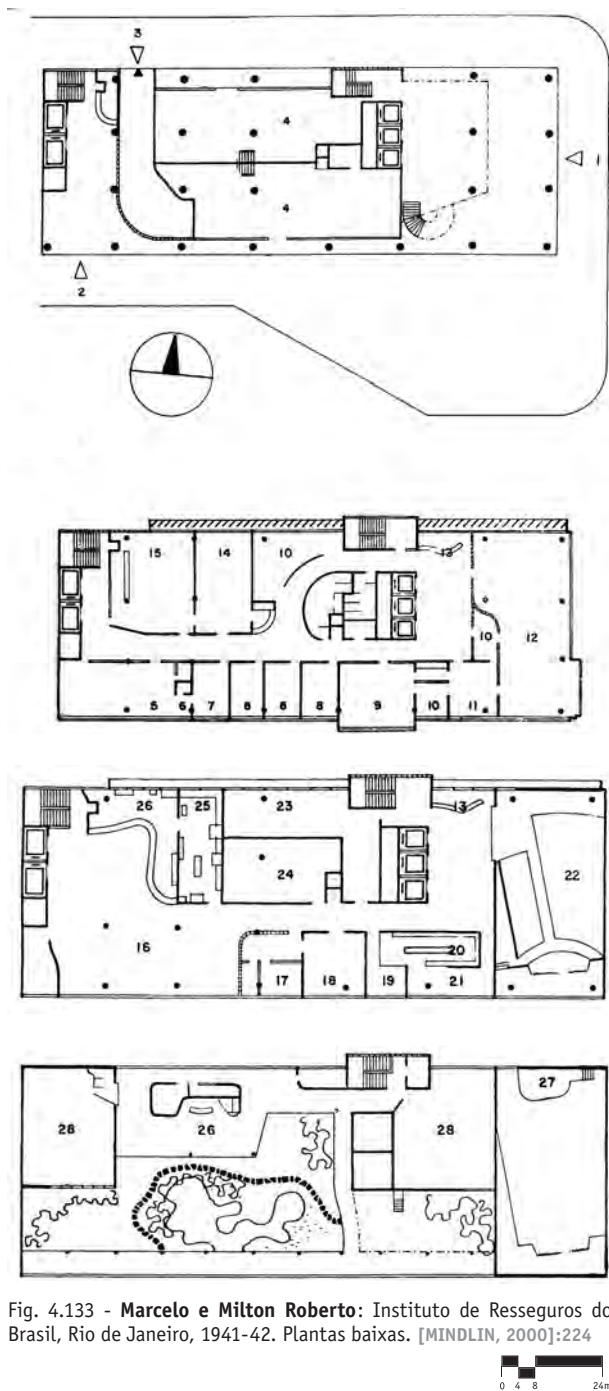 3
4
1
4
2
15 14 10 13
10 12
5 6 7 8 9 10 11
26 25 23 13
24 22
16 20
17 18 19 21
27
28 26 28
Fig. 4.133 - Marcelo e Milton Roberto: Instituto de Resseguros do
Brasil, Rio de Janeiro, 1941-42. Plantas baixas. [MINDLIN, 2000]:224
0 4 8 24m